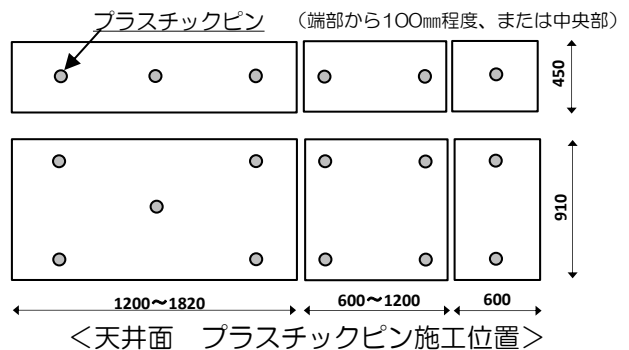 プラスチックピン (端部から100㎜程度、または中央部)
450
910
1200～1820 600～1200 600
＜天井面 プラスチックピン施工位置＞